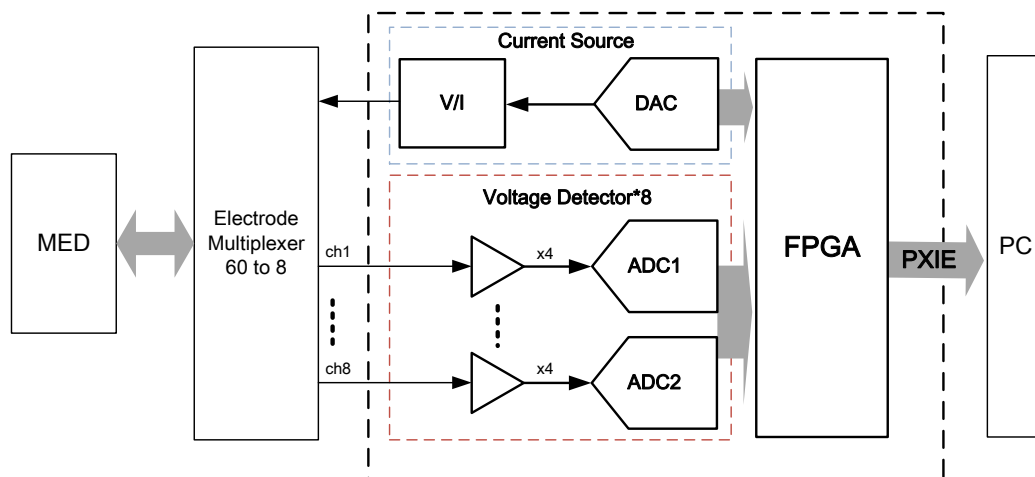 Current Source
V/I
DAC
MED
Electrode
Multiplexer
60 to 8
Voltage Detector*8
ch1
x4
ADC1
ch8
x4
ADC2
FPGA
PXIE
PC